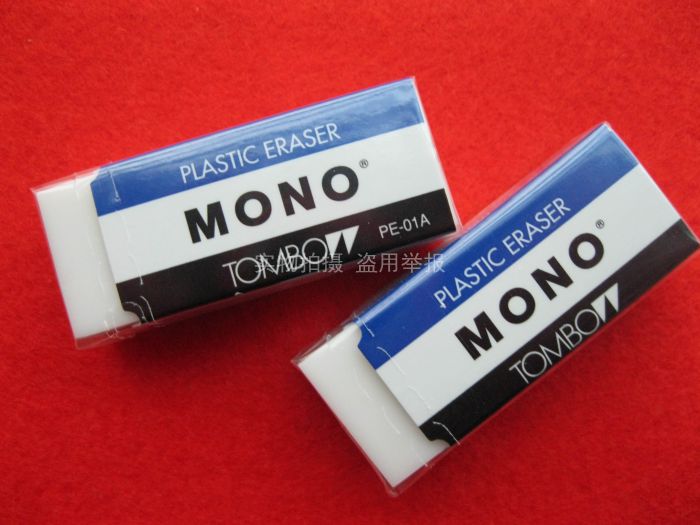 PLASTIC ERASER
MONO®
TOMBOW PE-01A
实物拍摄 盗用举报
PLASTIC ERASER
MONO®
TOMBOW